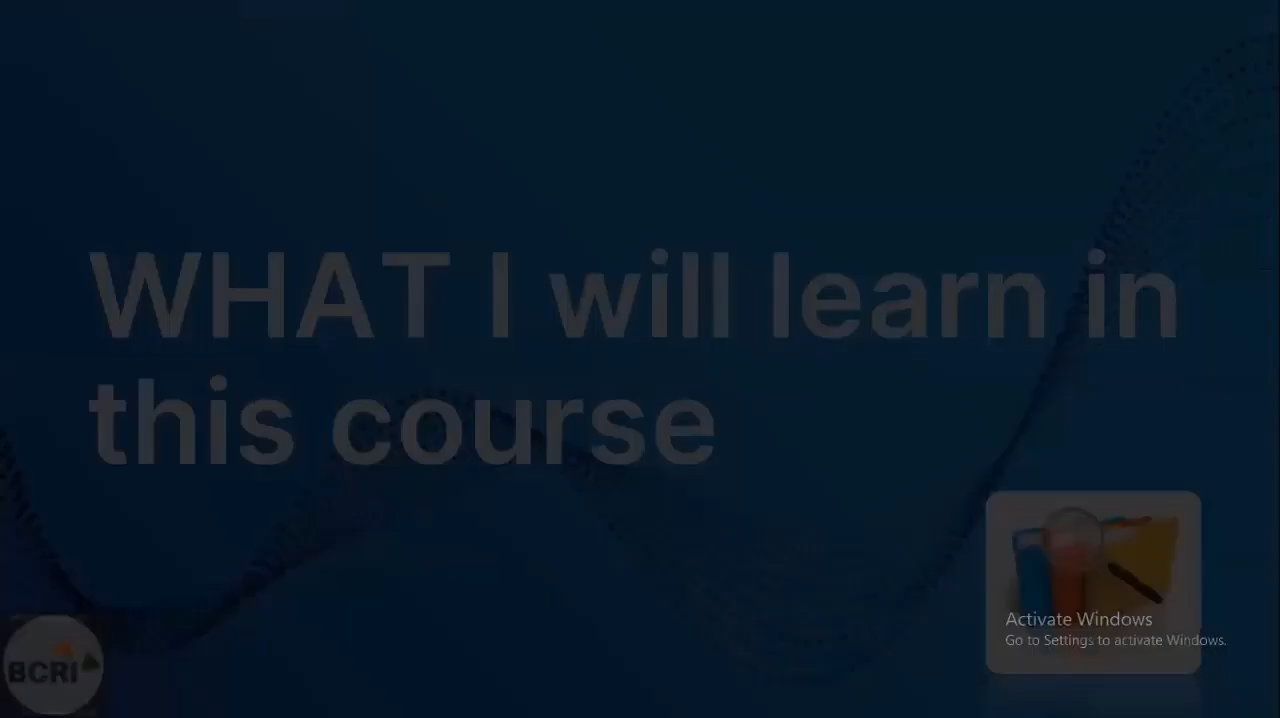 WHAT I will learn in
this course
Activate Windows
Go to Settings to activate Windows.
BCRI